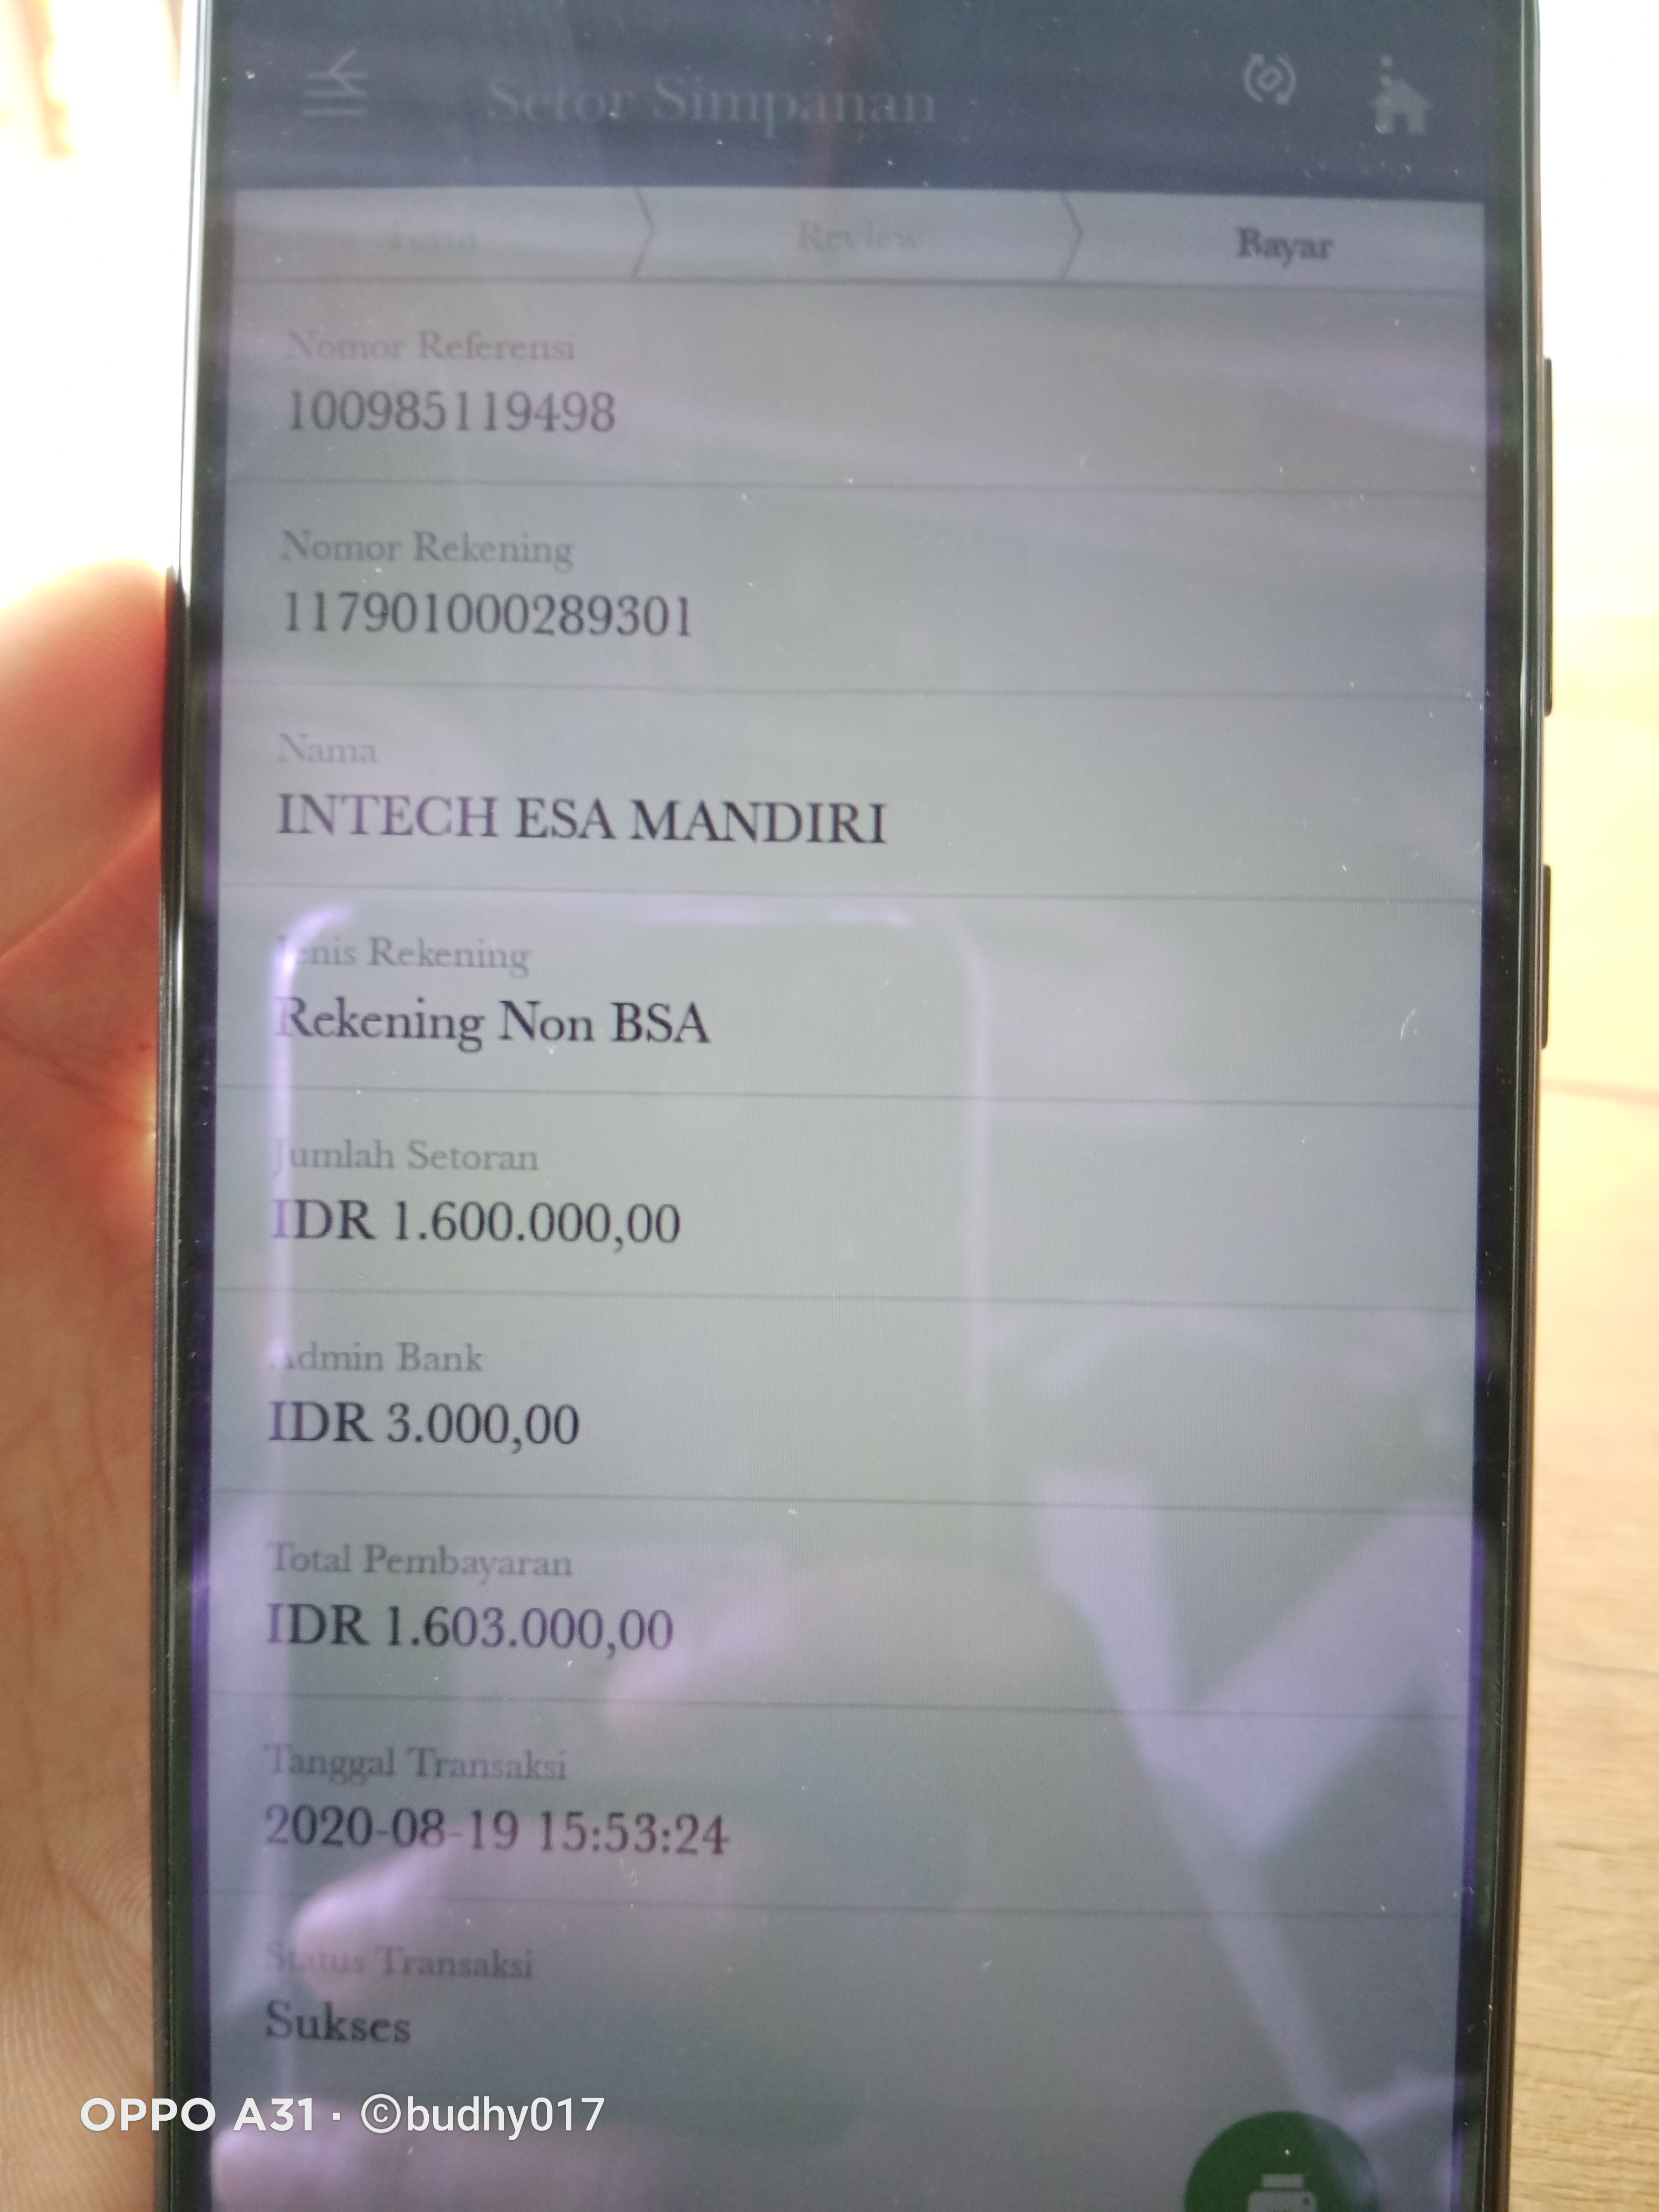 Setor Simpanan
Form
Review
Bayar
Nomor Referensi
100985119498
Nomor Rekening
117901000289301
Nama
INTECH ESA MANDIRI
Jenis Rekening
Rekening Non BSA
Jumlah Setoran
IDR 1.600.000,00
Admin Bank
IDR 3.000,00
Total Pembayaran
IDR 1.603.000,00
Tanggal Transaksi
2020-08-19 15:53:24
Status Transaksi
Sukses
OPPO A31 · ©budhy017